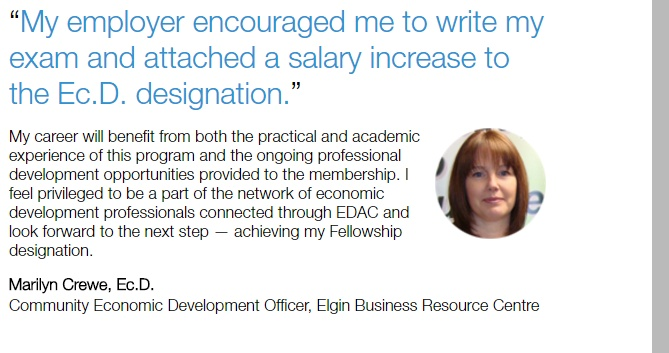 “My employer encouraged me to write my
exam and attached a salary increase to
the Ec.D. designation.”
My career will benefit from both the practical and academic
experience of this program and the ongoing professional
development opportunities provided to the membership. I
feel privileged to be a part of the network of economic
development professionals connected through EDAC and
look forward to the next step — achieving my Fellowship
designation.
Marilyn Crewe, Ec.D.
Community Economic Development Officer, Elgin Business Resource Centre